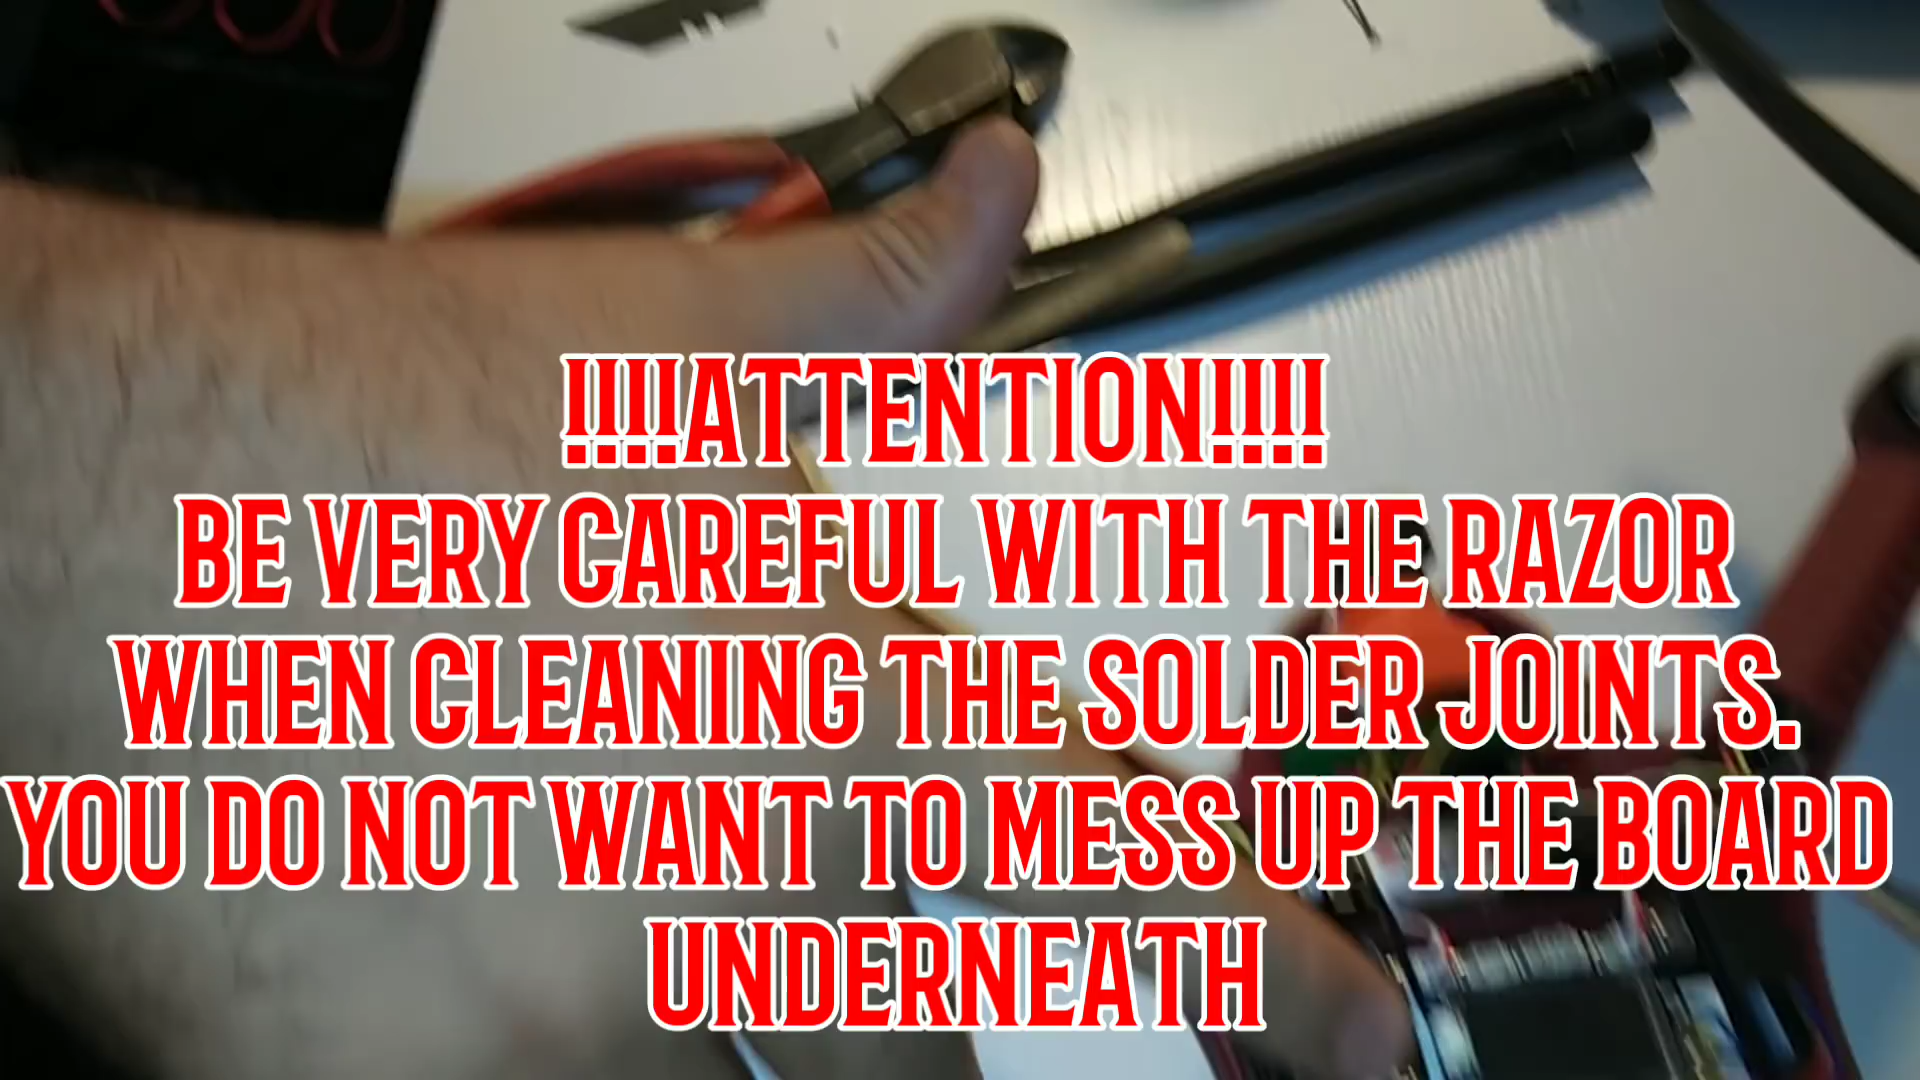 !!!!ATTENTION!!!!
BE VERY CAREFUL WITH THE RAZOR
WHEN CLEANING THE SOLDER JOINTS.
YOU DO NOT WANT TO MESS UP THE BOARD
UNDERNEATH